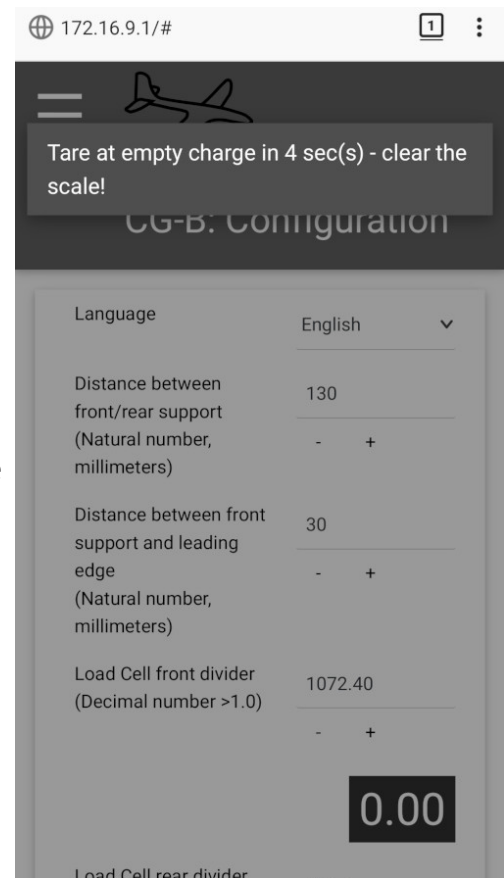 172.16.9.1/#
1
Tare at empty charge in 4 sec(s) - clear the
scale!
CG-B: Configuration
Language
English
Distance between
front/rear support
(Natural number,
millimeters)
130
- +
Distance between front
support and leading
edge
(Natural number,
millimeters)
30
- +
Load Cell front divider
(Decimal number >1.0)
1072.40
- +
0.00
Load Cell rear divider